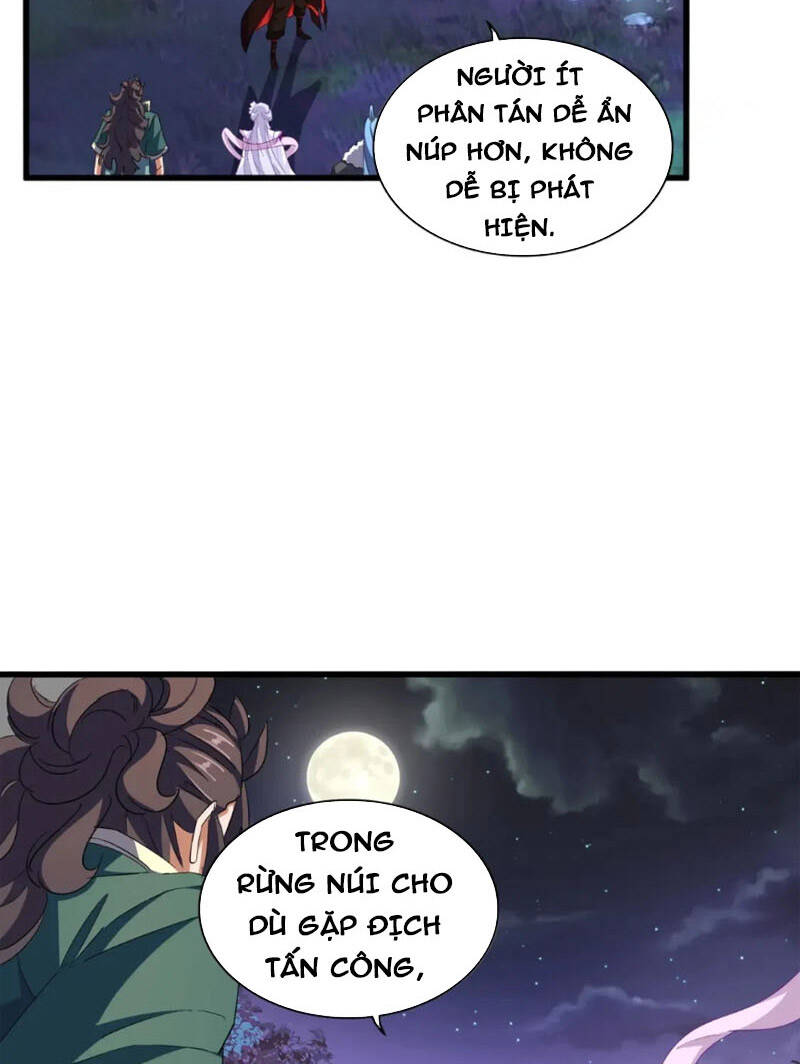 NGƯỜI ÍT
PHÂN TÁN DỄ ẨN
NÚP HƠN, KHÔNG
DỄ BỊ PHÁT
HIỆN.
TRONG
RỪNG NÚI CHO
DÙ GẶP ĐỊCH
TẤN CÔNG,